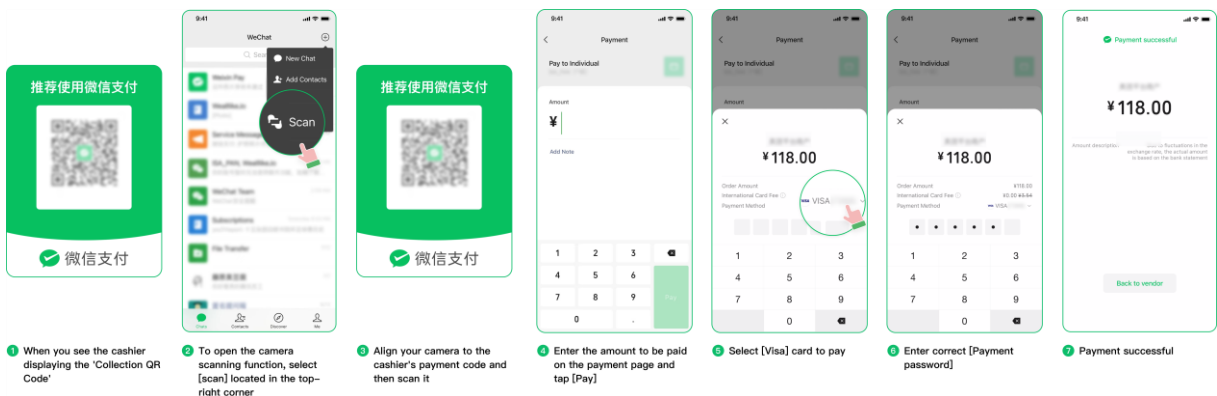 推荐使用微信支付
微信支付
1 When you see the cashier
displaying the 'Collection QR
Code'
9:41
WeChat
New Chat
Add Contacts
Scan
Weixin Pay
Service Messages
WeChat Team
Subscriptions
File Transfer
Chats
Contacts
Discover
Me
2 To open the camera
scanning function, select
[scan] located in the top-
right corner
推荐使用微信支付
微信支付
3 Align your camera to the
cashier's payment code and
then scan it
9:41
Payment
Pay to Individual
Amount
¥
Add Note
1 2 3
4 5 6
7 8 9
Pay
0 .
4 Enter the amount to be paid
on the payment page and
tap [Pay]
9:41
Payment
Pay to Individual
Amount
¥118.00
Order Amount
International Card Fee
Payment Method
VISA
1 2 3
4 5 6
7 8 9
0
5 Select [Visa] card to pay
9:41
Payment
Pay to Individual
Amount
¥118.00
Order Amount ¥118.00
International Card Fee ¥0.00 ¥3.54
Payment Method VISA
1 2 3
4 5 6
7 8 9
0
6 Enter correct [Payment
password]
9:41
Payment successful
¥118.00
Amount description: fluctuations in the
exchange rate, the actual amount
is based on the bank statement
Back to vendor
7 Payment successful